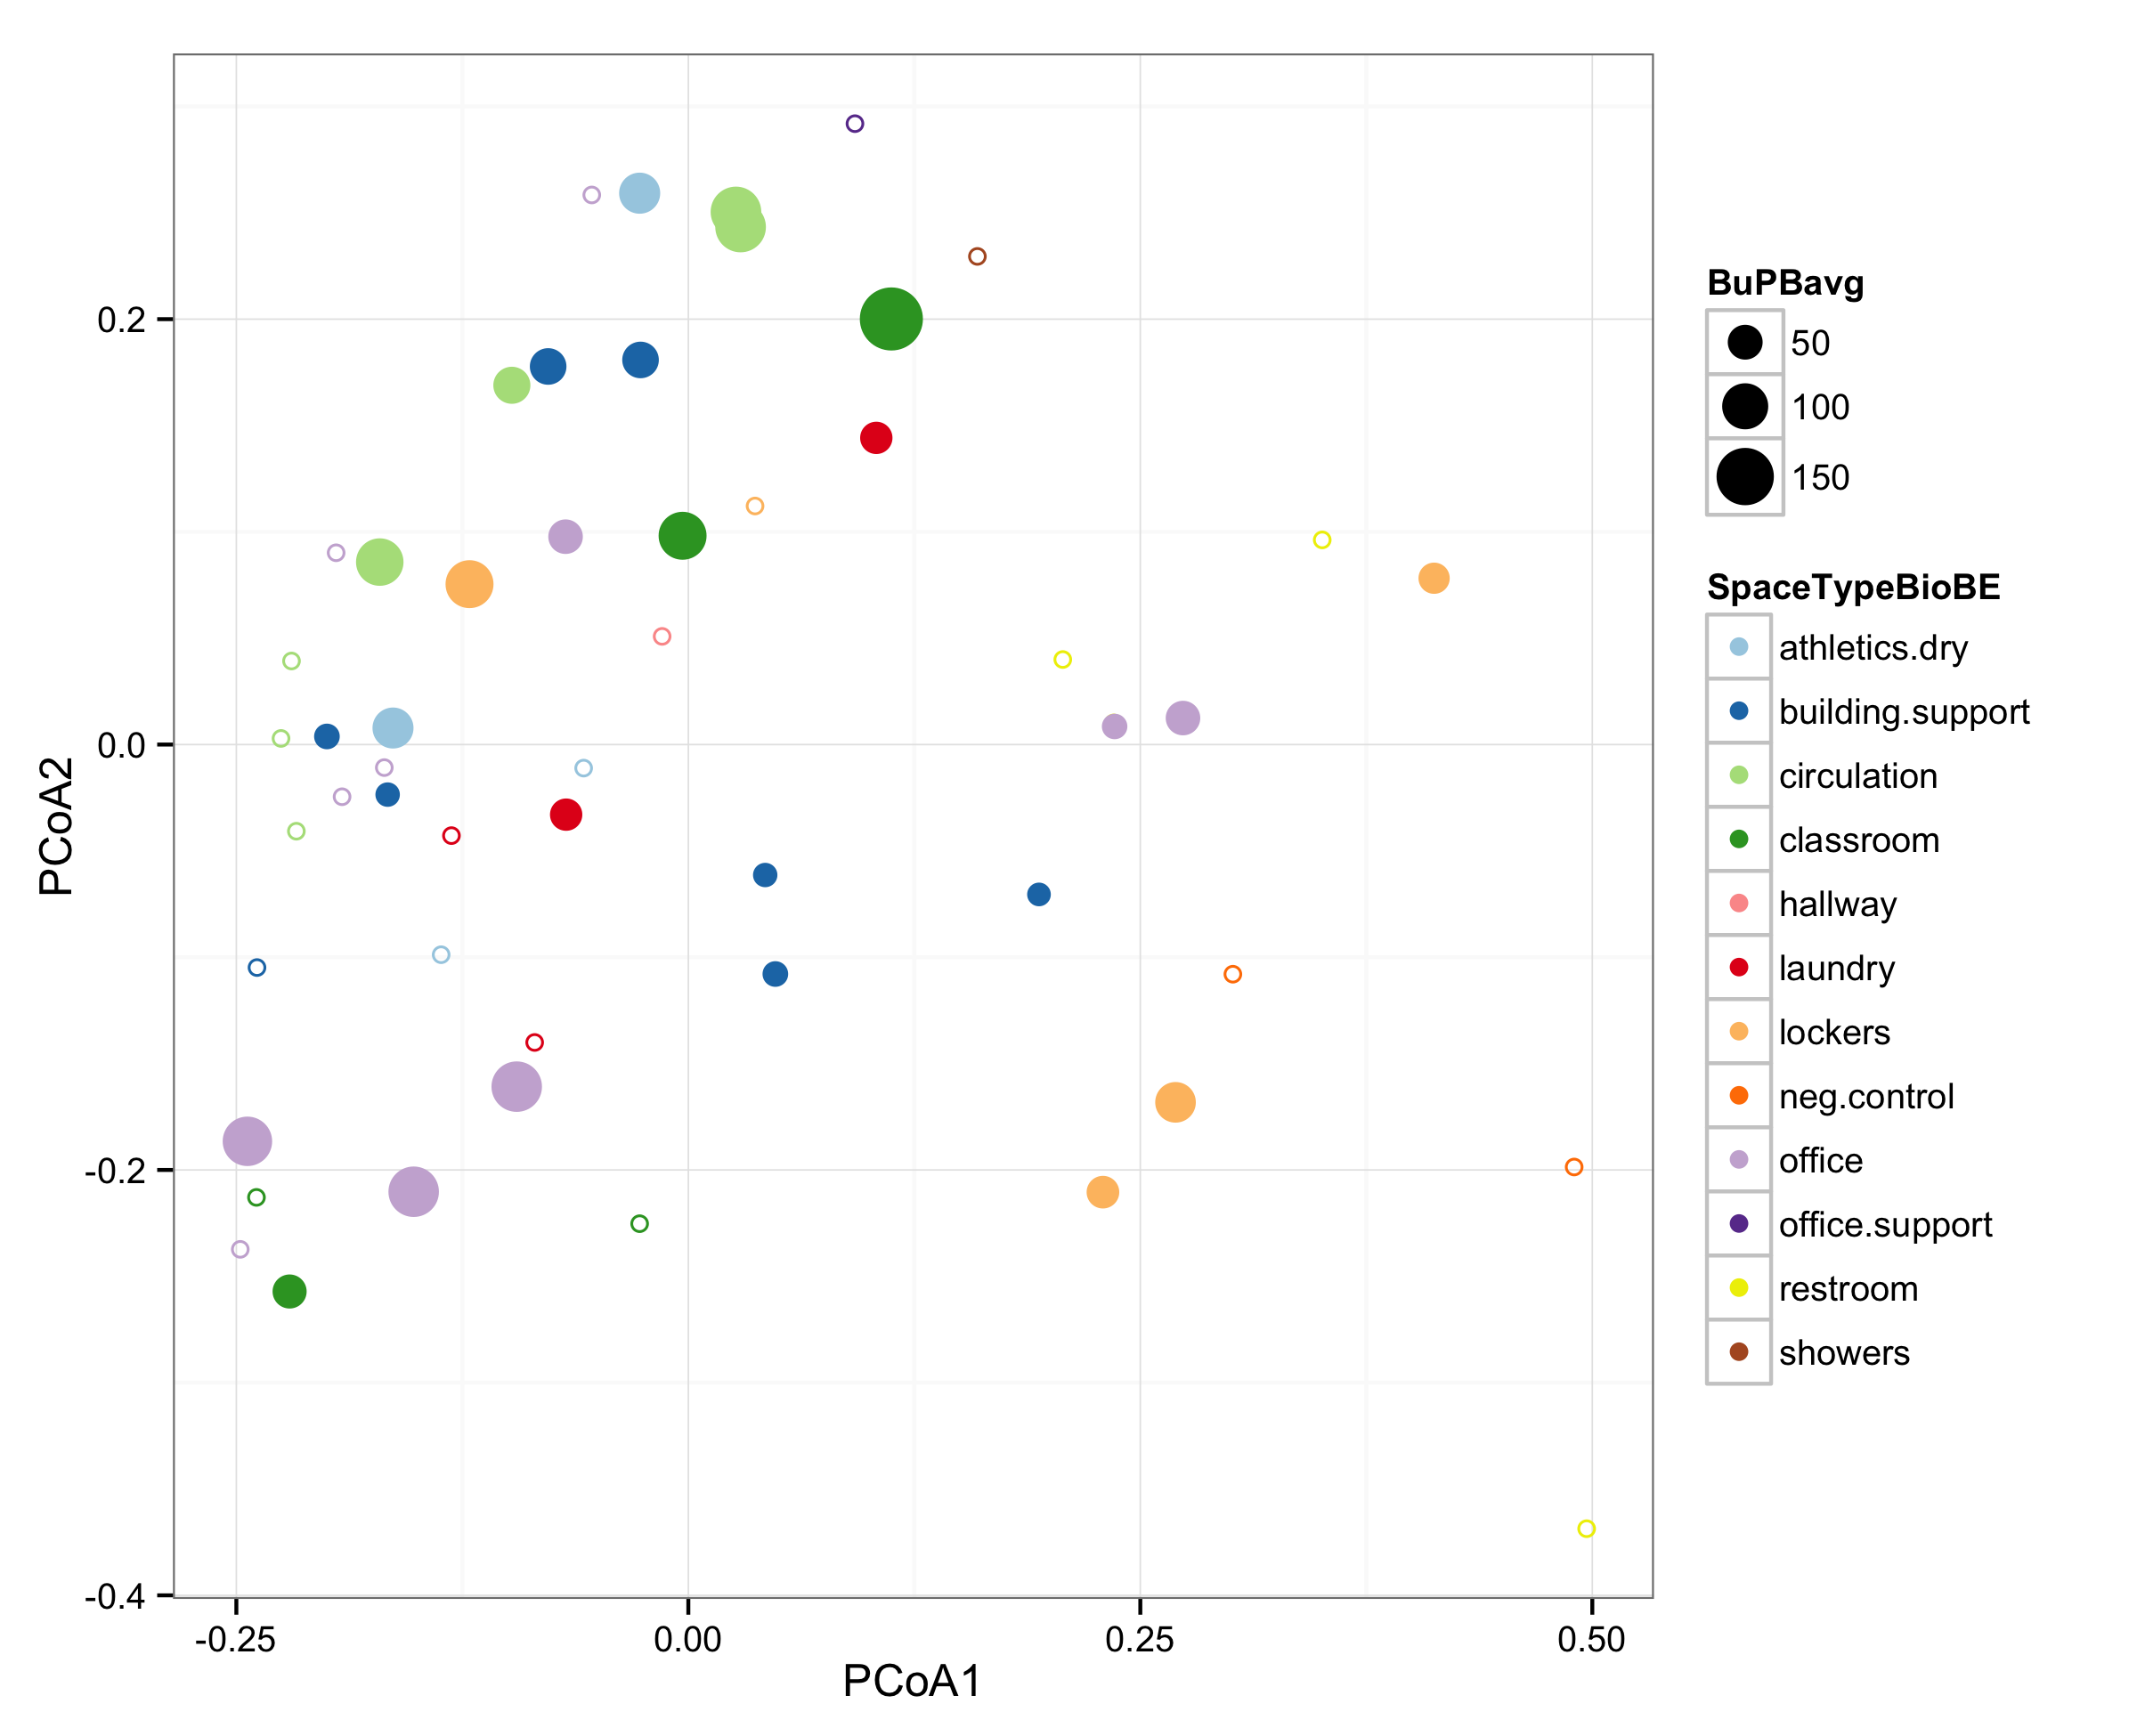 0.2
0.0
-0.2
-0.4
PCoA2
-0.25
0.00
0.25
0.50
PCoA1
BuPBavg
50
100
150
SpaceTypeBioBE
athletics.dry
building.support
circulation
classroom
hallway
laundry
lockers
neg.control
office
office.support
restroom
showers